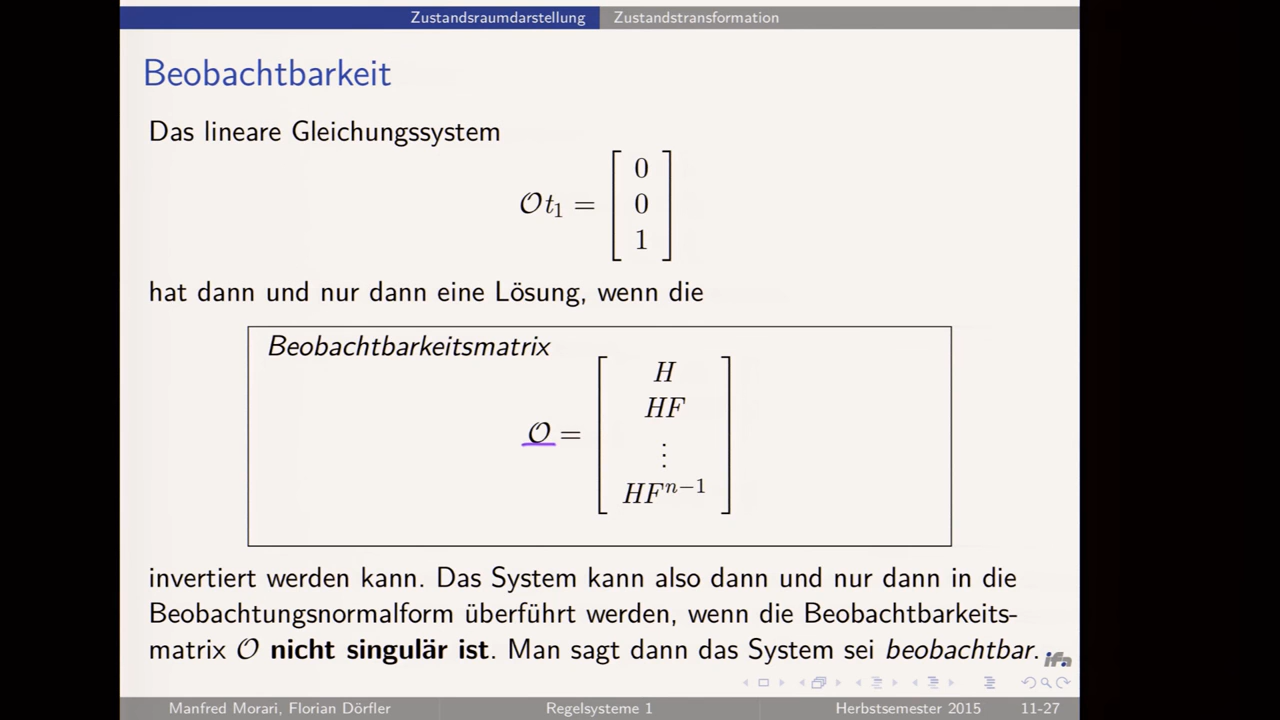 Zustandsraumdarstellung Zustandstransformation
Beobachtbarkeit
Das lineare Gleichungssystem
𝒪t₁ = [ 0
0
1 ]
hat dann und nur dann eine Lösung, wenn die
Beobachtbarkeitsmatrix
𝒪 = [ H
HF
⋮
HFⁿ⁻¹ ]
invertiert werden kann. Das System kann also dann und nur dann in die
Beobachtungsnormalform überführt werden, wenn die Beobachtbarkeits-
matrix 𝒪 nicht singulär ist. Man sagt dann das System sei beobachtbar.
ifa
Manfred Morari, Florian Dörfler Regelsysteme 1 Herbstsemester 2015 11-27